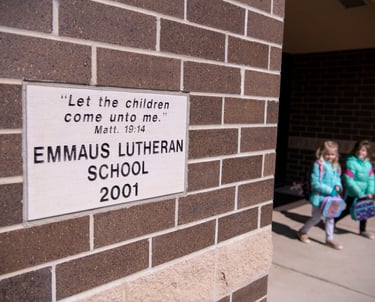 "Let the children
come unto me."
Matt. 19:14
EMMAUS LUTHERAN
SCHOOL
2001